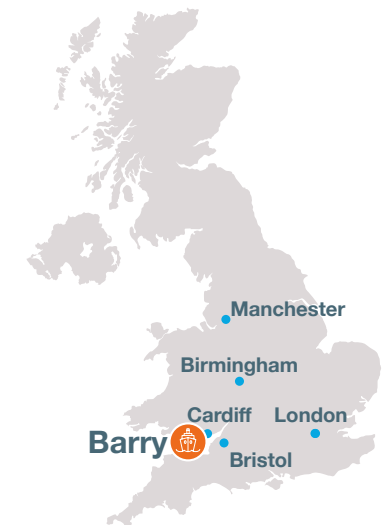 Manchester
Birmingham
Cardiff
London
Barry
Bristol